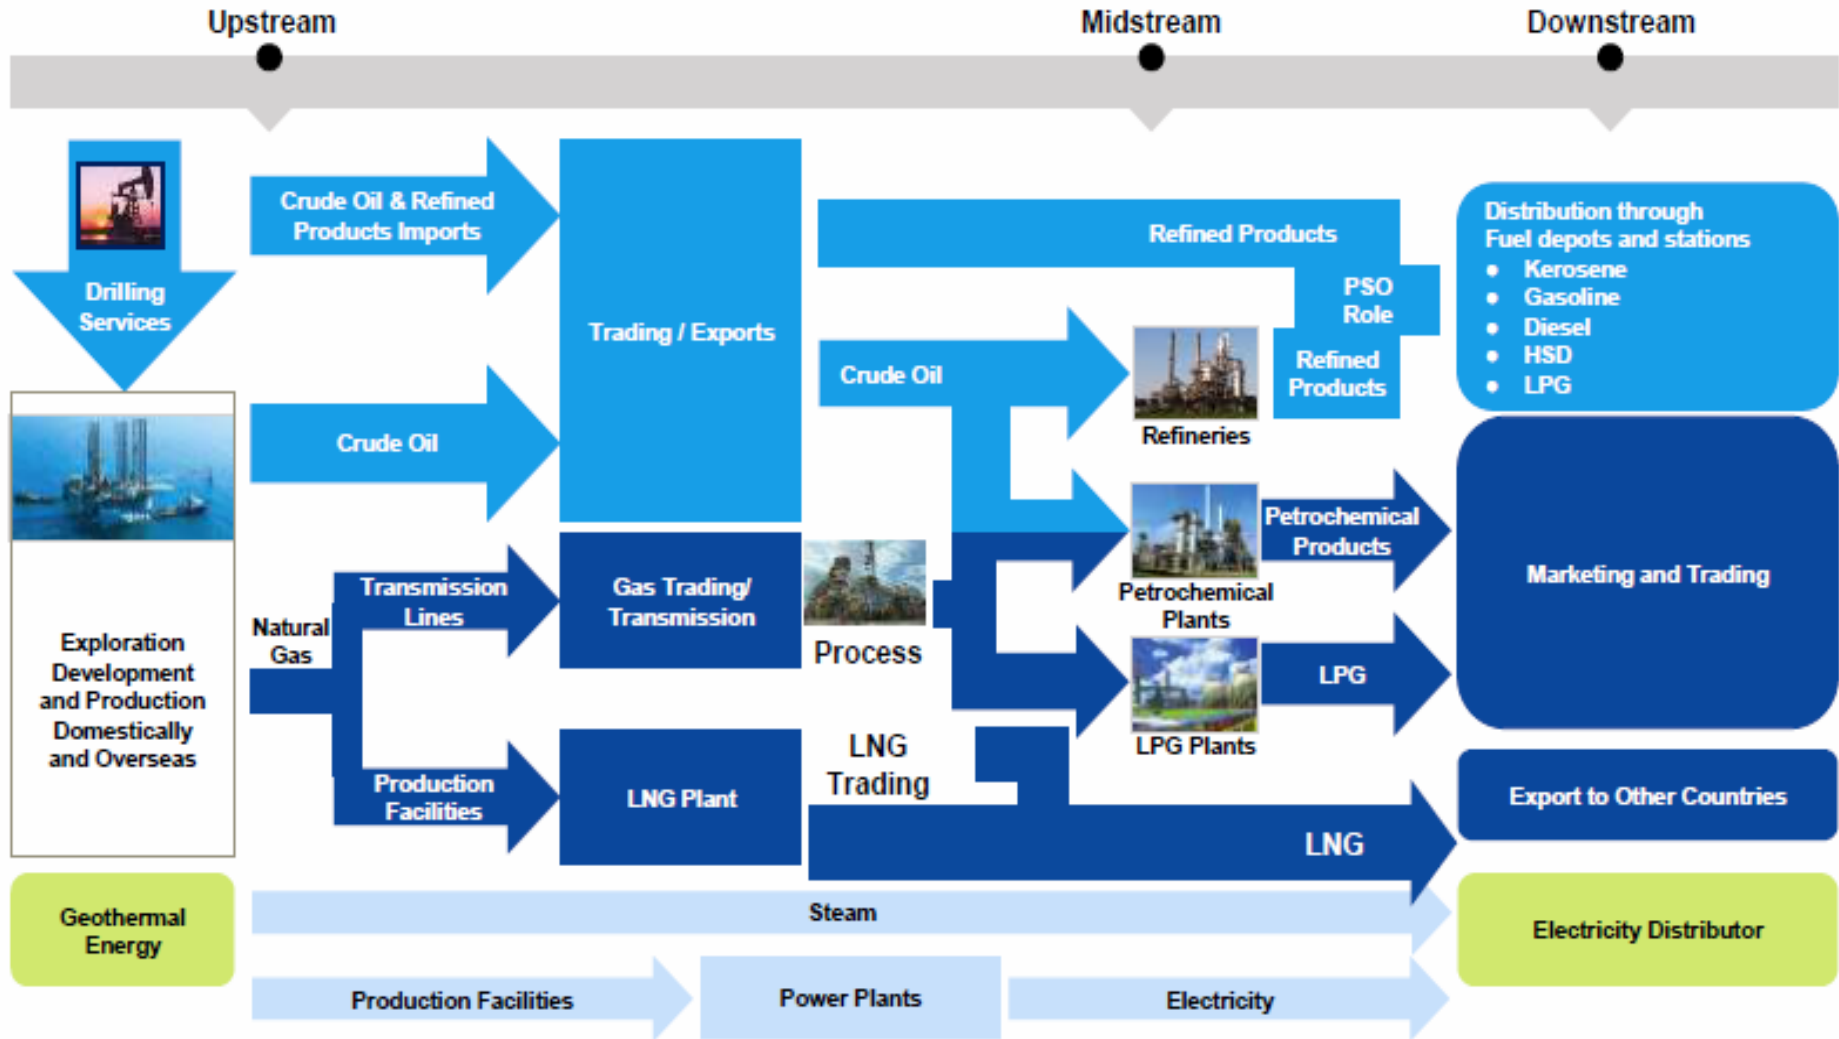 Upstream
Midstream
Downstream
Drilling
Services
Crude Oil & Refined
Products Imports
Crude Oil
Trading / Exports
Refined Products
PSO
Role
Crude Oil
Refined
Products
Refineries
Distribution through
Fuel depots and stations
● Kerosene
● Gasoline
● Diesel
● HSD
● LPG
Exploration
Development
and Production
Domestically
and Overseas
Natural
Gas
Transmission
Lines
Gas Trading/
Transmission
Process
Petrochemical
Plants
Petrochemical
Products
Marketing and Trading
LPG Plants
LPG
Production
Facilities
LNG Plant
LNG
Trading
LNG
Export to Other Countries
Geothermal
Energy
Steam
Electricity Distributor
Production Facilities
Power Plants
Electricity